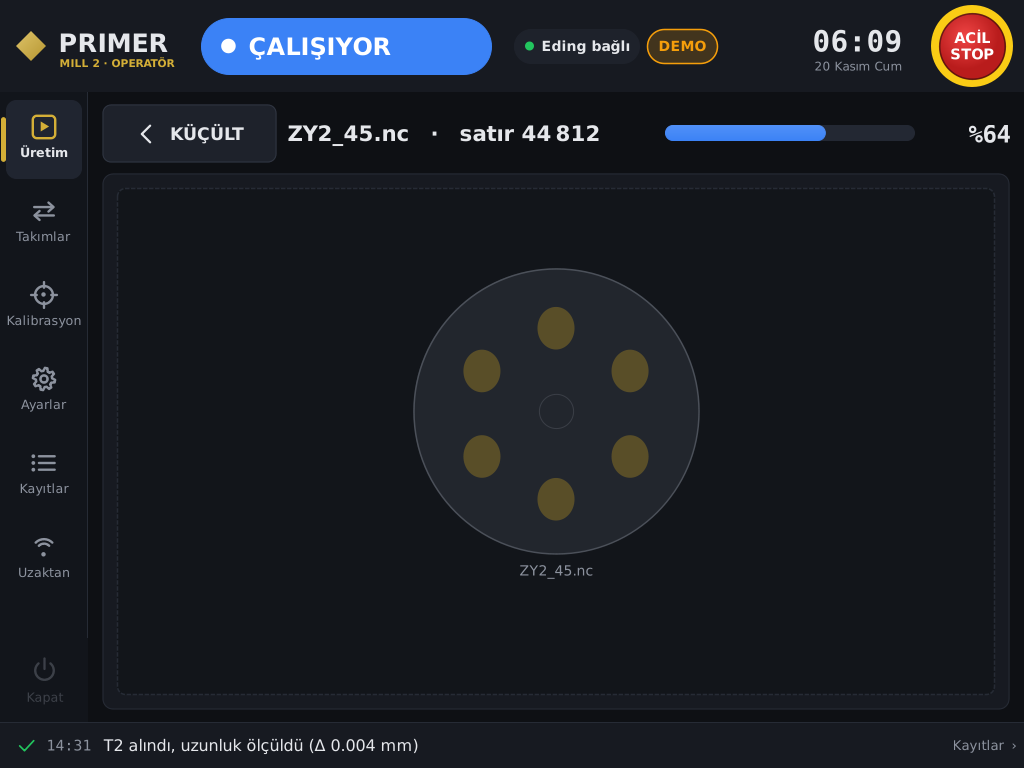 PRIMER
MILL 2 · OPERATÖR
ÇALIŞIYOR
Eding bağlı
DEMO
06:09
20 Kasım Cum
ACİL
STOP
Üretim
Takımlar
Kalibrasyon
Ayarlar
Kayıtlar
Uzaktan
Kapat
KÜÇÜLT
ZY2_45.nc · satır 44 812
%64
ZY2_45.nc
14:31 T2 alındı, uzunluk ölçüldü (Δ 0.004 mm)
Kayıtlar ›